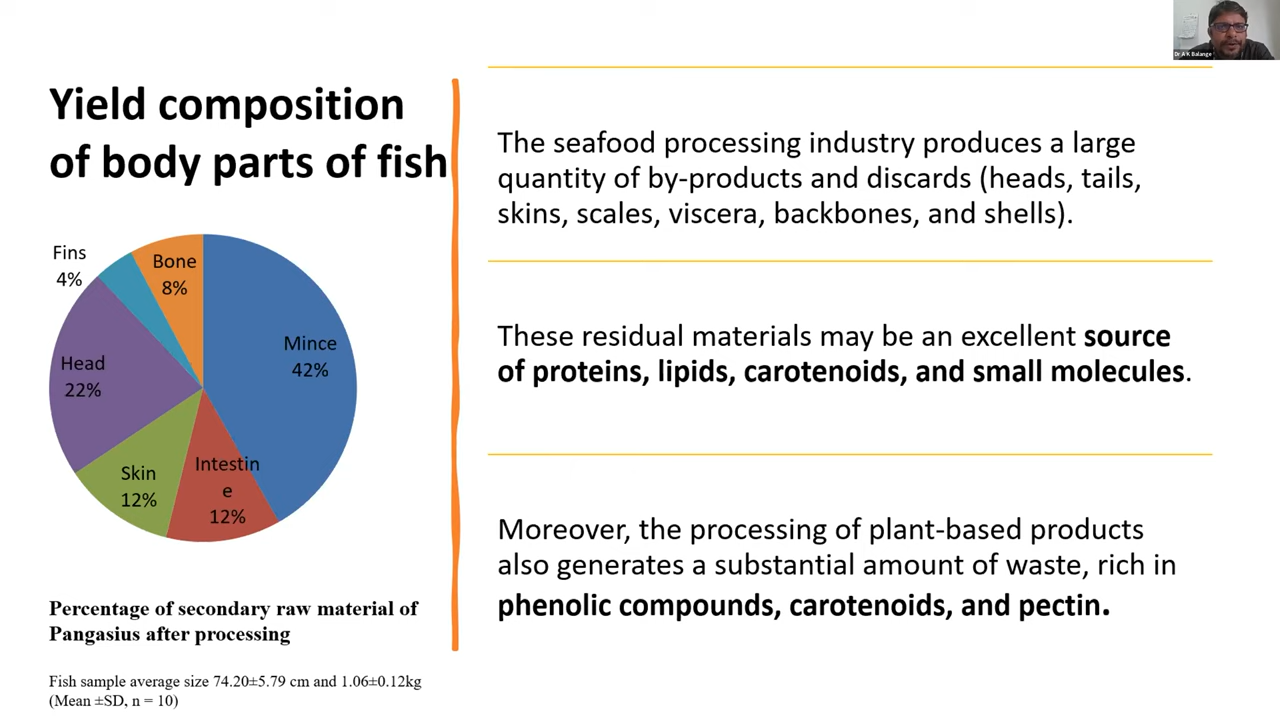 Dr A K Balange
Yield composition
of body parts of fish
Fins
4%
Bone
8%
Mince
42%
Head
22%
Skin
12%
Intestin
e
12%
Percentage of secondary raw material of
Pangasius after processing
Fish sample average size 74.20±5.79 cm and 1.06±0.12kg
(Mean ±SD, n = 10)
The seafood processing industry produces a large
quantity of by-products and discards (heads, tails,
skins, scales, viscera, backbones, and shells).
These residual materials may be an excellent source
of proteins, lipids, carotenoids, and small molecules.
Moreover, the processing of plant-based products
also generates a substantial amount of waste, rich in
phenolic compounds, carotenoids, and pectin.